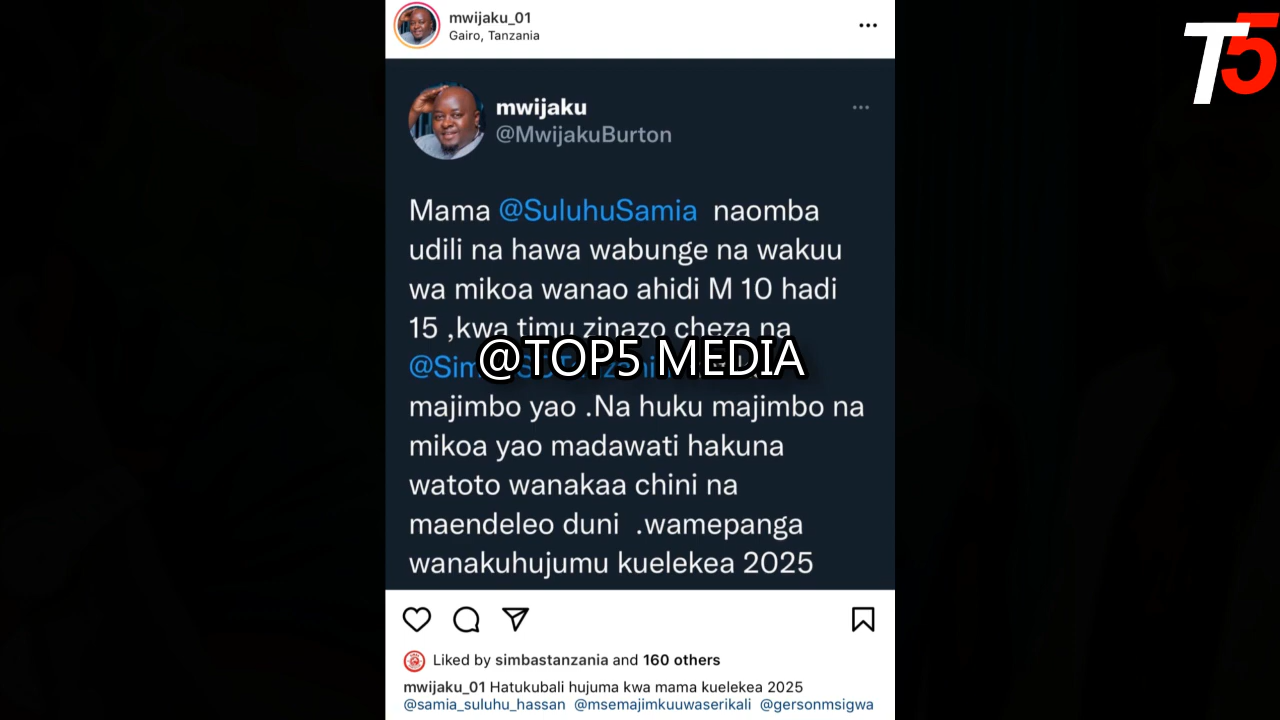 mwijaku_01
Gairo, Tanzania
T5
mwijaku
@MwijakuBurton
Mama @SuluhuSamia naomba
udili na hawa wabunge na wakuu
wa mikoa wanao ahidi M 10 hadi
15 ,kwa timu zinazo cheza na
@TOP5 MEDIA
majimbo yao .Na huku majimbo na
mikoa yao madawati hakuna
watoto wanakaa chini na
maendeleo duni .wamepanga
wanakuhujumu kuelekea 2025
Liked by simbastanzania and 160 others
mwijaku_01 Hatukubali hujuma kwa mama kuelekea 2025
@samia_suluhu_hassan @msemajimkuuwaserikali @gersonmsigwa